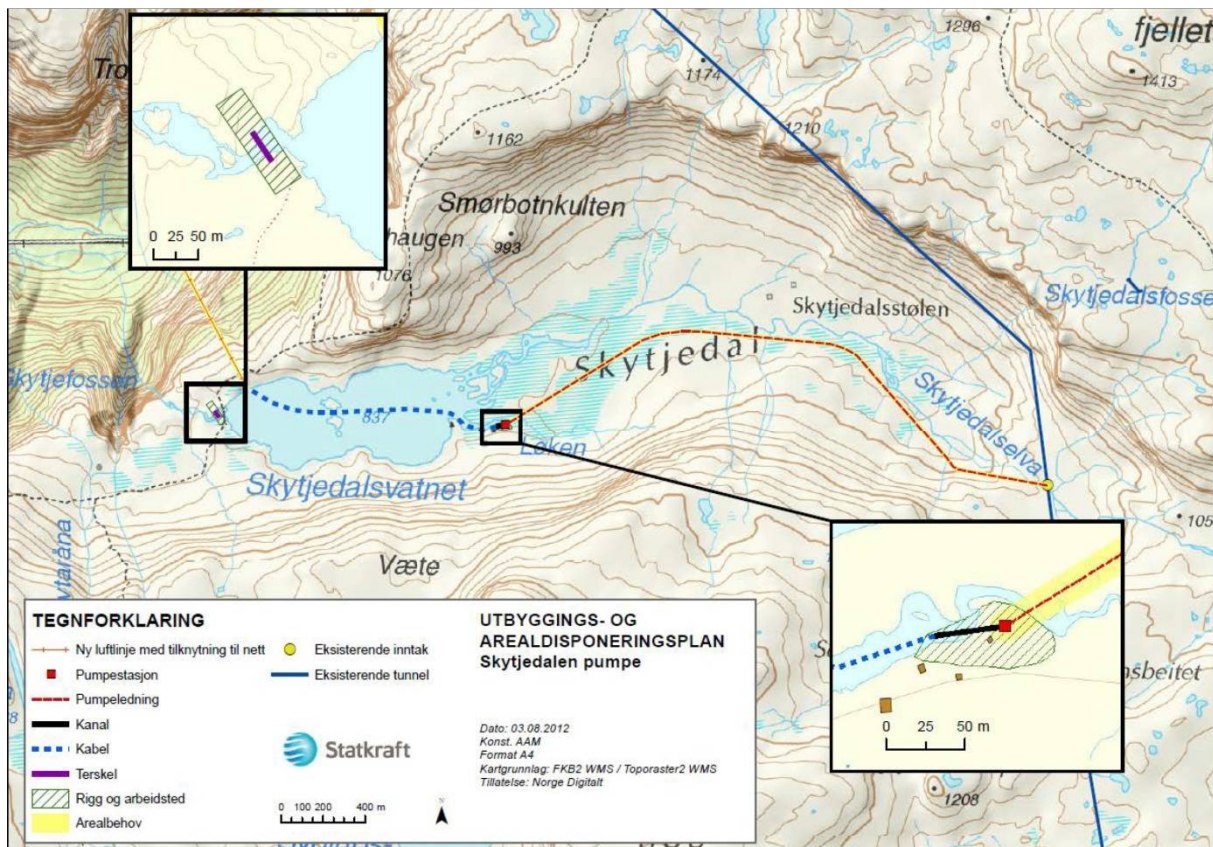 fjellet
1296
1174
1413
1210
1162
Smørbotnkulten
haugen
993
1076
Skytjedalsfosse
Skytjedalsstølen
Skytjedal
Skytjedalselva
837
Løken
Skytjedalsvatnet
Væte
105
1208
0 25 50 m
0 25 50 m
TEGNFORKLARING
Ny luftlinje med tilknytning til nett
Pumpestasjon
Pumpeledning
Kanal
Kabel
Terskel
Rigg og arbeidsted
Arealbehov
Eksisterende inntak
Eksisterende tunnel
Statkraft
0 100 200 400 m
N
UTBYGGINGS- OG
AREALDISPONERINGSPLAN
Skytjedalen pumpe
Dato: 03.08.2012
Konst. AAM
Format A4
Kartgrunnlag: FKB2 WMS / Toporaster2 WMS
Tillatelse: Norge Digitalt